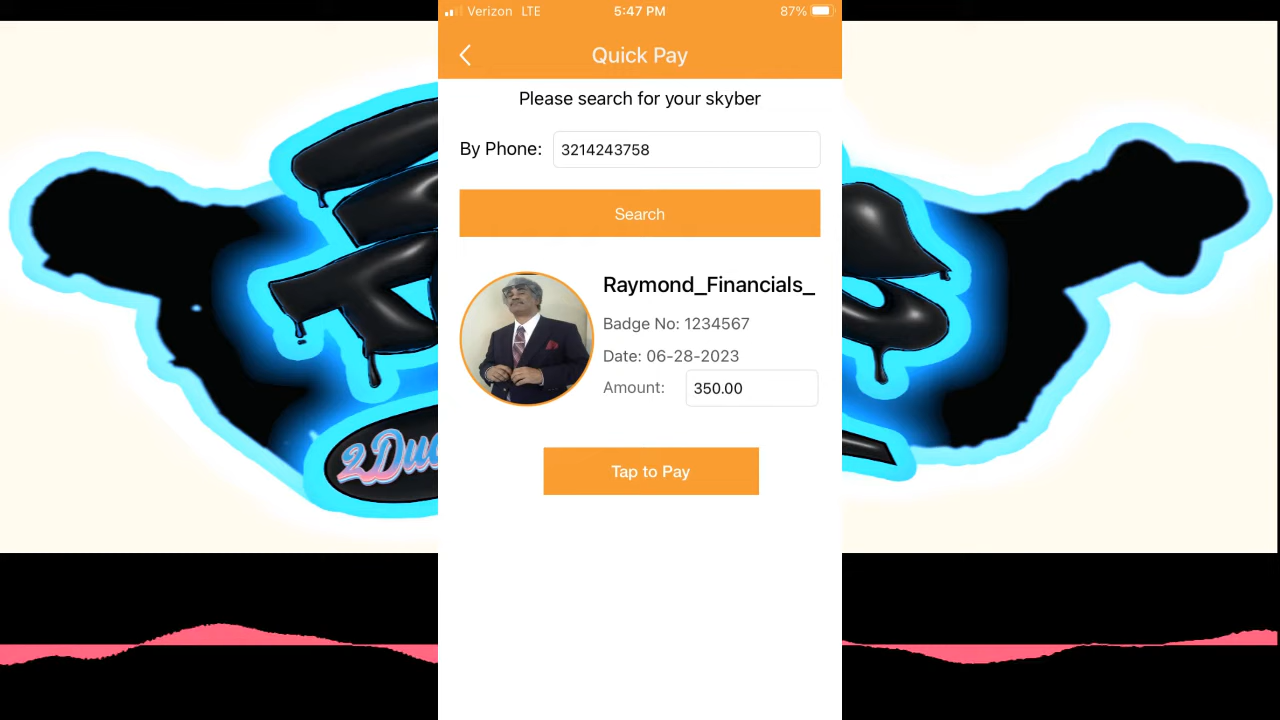 Verizon LTE 5:47 PM 87%
Quick Pay
Please search for your skyber
By Phone: 3214243758
Search
Raymond_Financials_
Badge No: 1234567
Date: 06-28-2023
Amount: 350.00
Tap to Pay